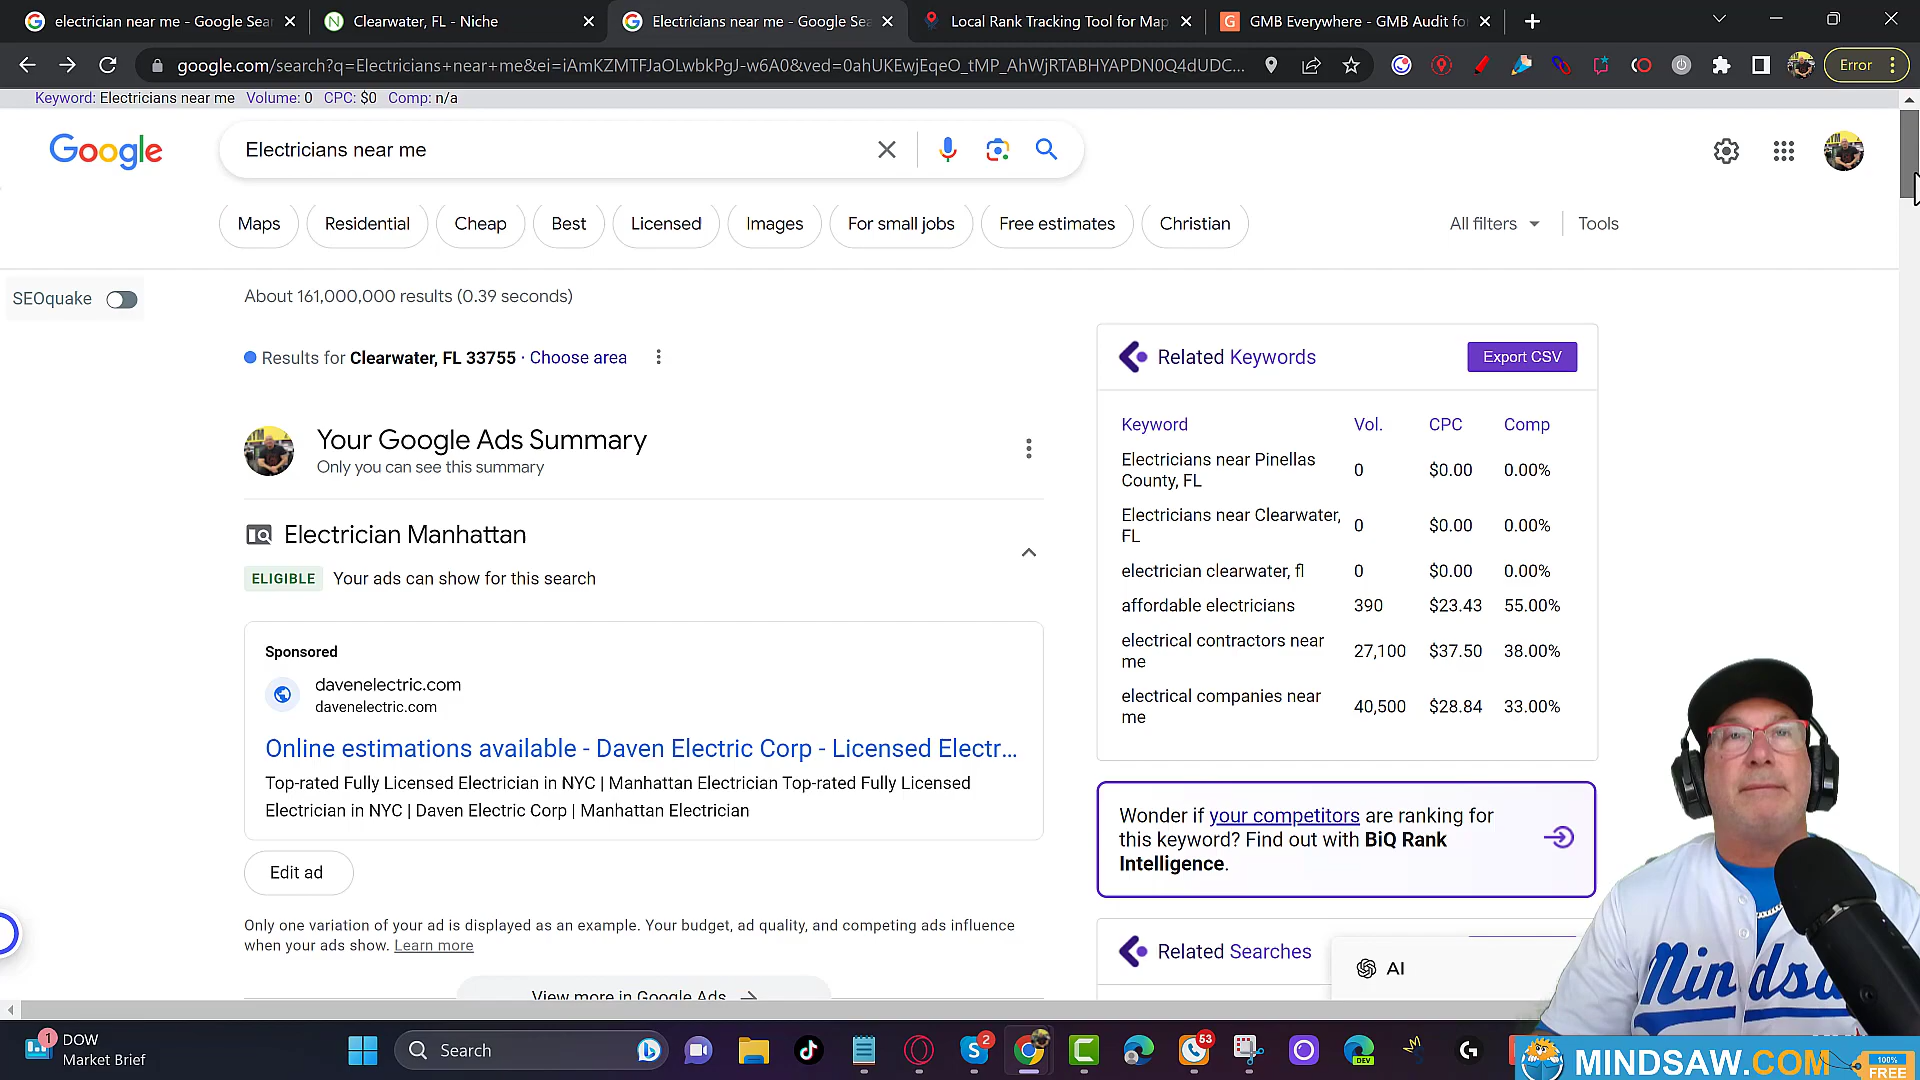 electrician near me - Google Sea
Clearwater, FL - Niche
Electricians near me - Google Sea
Local Rank Tracking Tool for Map
GMB Everywhere - GMB Audit fo
google.com/search?q=Electricians+near+me&ei=iAmKZMTFJaOLwbkPgJ-w6A0&ved=0ahUKEwjEqeO_tMP_AhWjRTABHYAPDN0Q4dUDC...
Error
Keyword: Electricians near me Volume: 0 CPC: $0 Comp: n/a
Google
Electricians near me
Maps
Residential
Cheap
Best
Licensed
Images
For small jobs
Free estimates
Christian
All filters
Tools
SEOquake
About 161,000,000 results (0.39 seconds)
Results for Clearwater, FL 33755 · Choose area
Your Google Ads Summary
Only you can see this summary
Electrician Manhattan
ELIGIBLE Your ads can show for this search
Sponsored
davenelectric.com
davenelectric.com
Online estimations available - Daven Electric Corp - Licensed Electr...
Top-rated Fully Licensed Electrician in NYC | Manhattan Electrician Top-rated Fully Licensed
Electrician in NYC | Daven Electric Corp | Manhattan Electrician
Edit ad
Only one variation of your ad is displayed as an example. Your budget, ad quality, and competing ads influence
when your ads show. Learn more
View more in Google Ads
Related Keywords
Export CSV
Keyword Vol. CPC Comp
Electricians near Pinellas
County, FL
0 $0.00 0.00%
Electricians near Clearwater,
FL
0 $0.00 0.00%
electrician clearwater, fl 0 $0.00 0.00%
affordable electricians 390 $23.43 55.00%
electrical contractors near
me
27,100 $37.50 38.00%
electrical companies near
me
40,500 $28.84 33.00%
Wonder if your competitors are ranking for
this keyword? Find out with BiQ Rank
Intelligence.
Related Searches
AI
Mindsaw
1
DOW
Market Brief
Search
2
53
DEV
MINDSAW.COM
100%
FREE